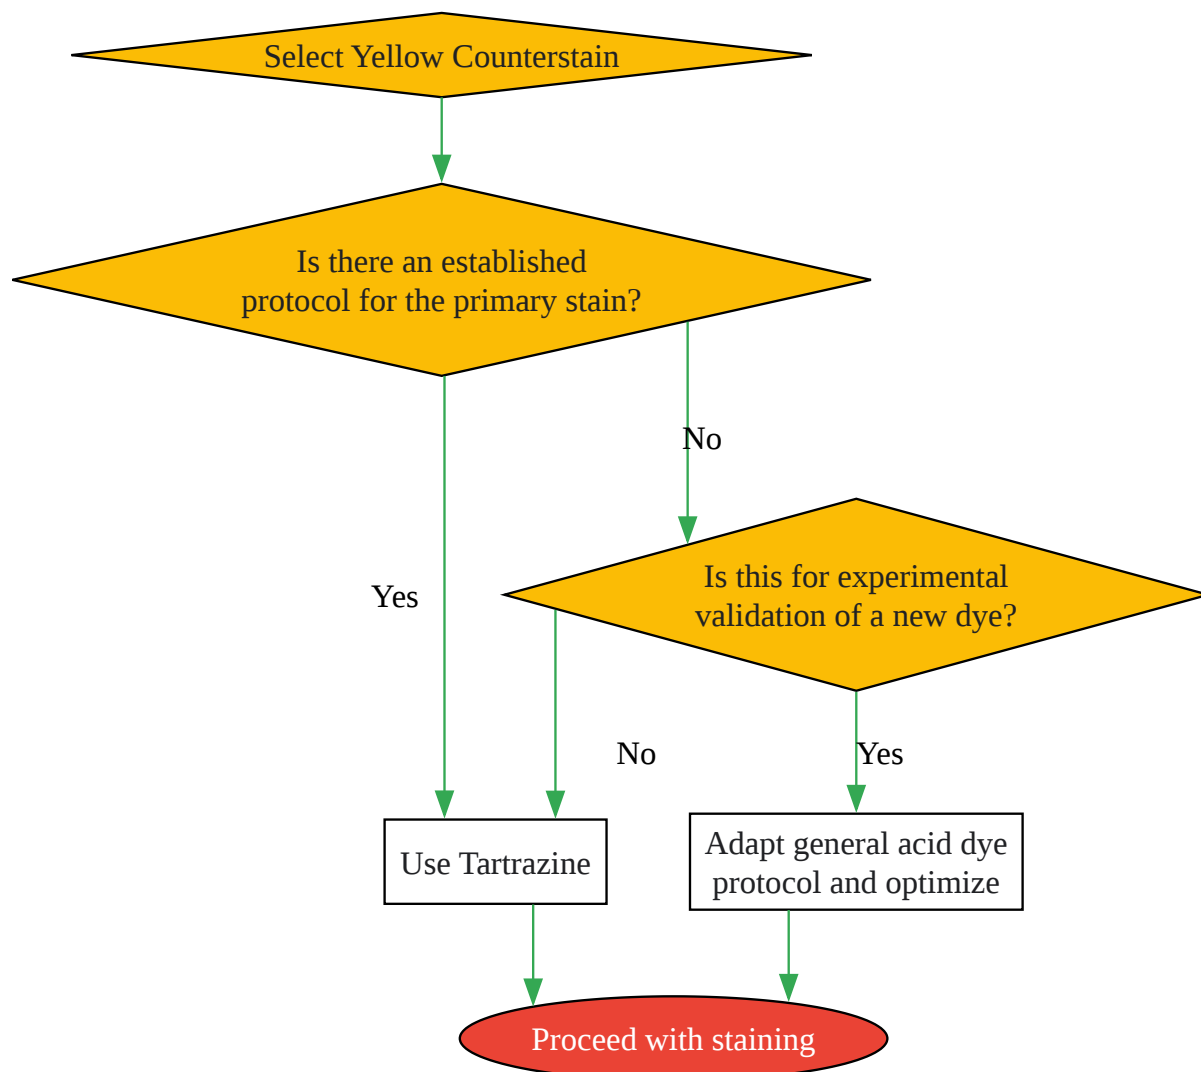 Select Yellow Counterstain
Is there an established
protocol for the primary stain?
No
Is this for experimental
validation of a new dye?
Yes
No
Yes
Use Tartrazine
Adapt general acid dye
protocol and optimize
Proceed with staining